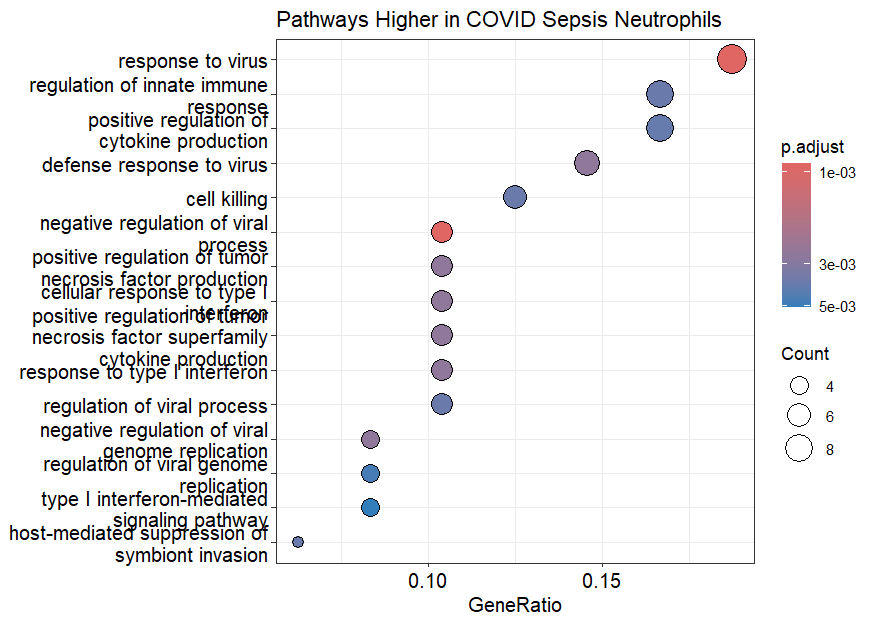 Pathways Higher in COVID Sepsis Neutrophils
response to virus
regulation of innate immune
response
positive regulation of
cytokine production
defense response to virus
cell killing
negative regulation of viral
process
positive regulation of tumor
necrosis factor production
cellular response to type I
interferon
positive regulation of tumor
necrosis factor superfamily
cytokine production
response to type I interferon
regulation of viral process
negative regulation of viral
genome replication
regulation of viral genome
replication
type I interferon-mediated
signaling pathway
host-mediated suppression of
symbiont invasion
0.10
0.15
GeneRatio
p.adjust
1e-03
3e-03
5e-03
Count
4
6
8